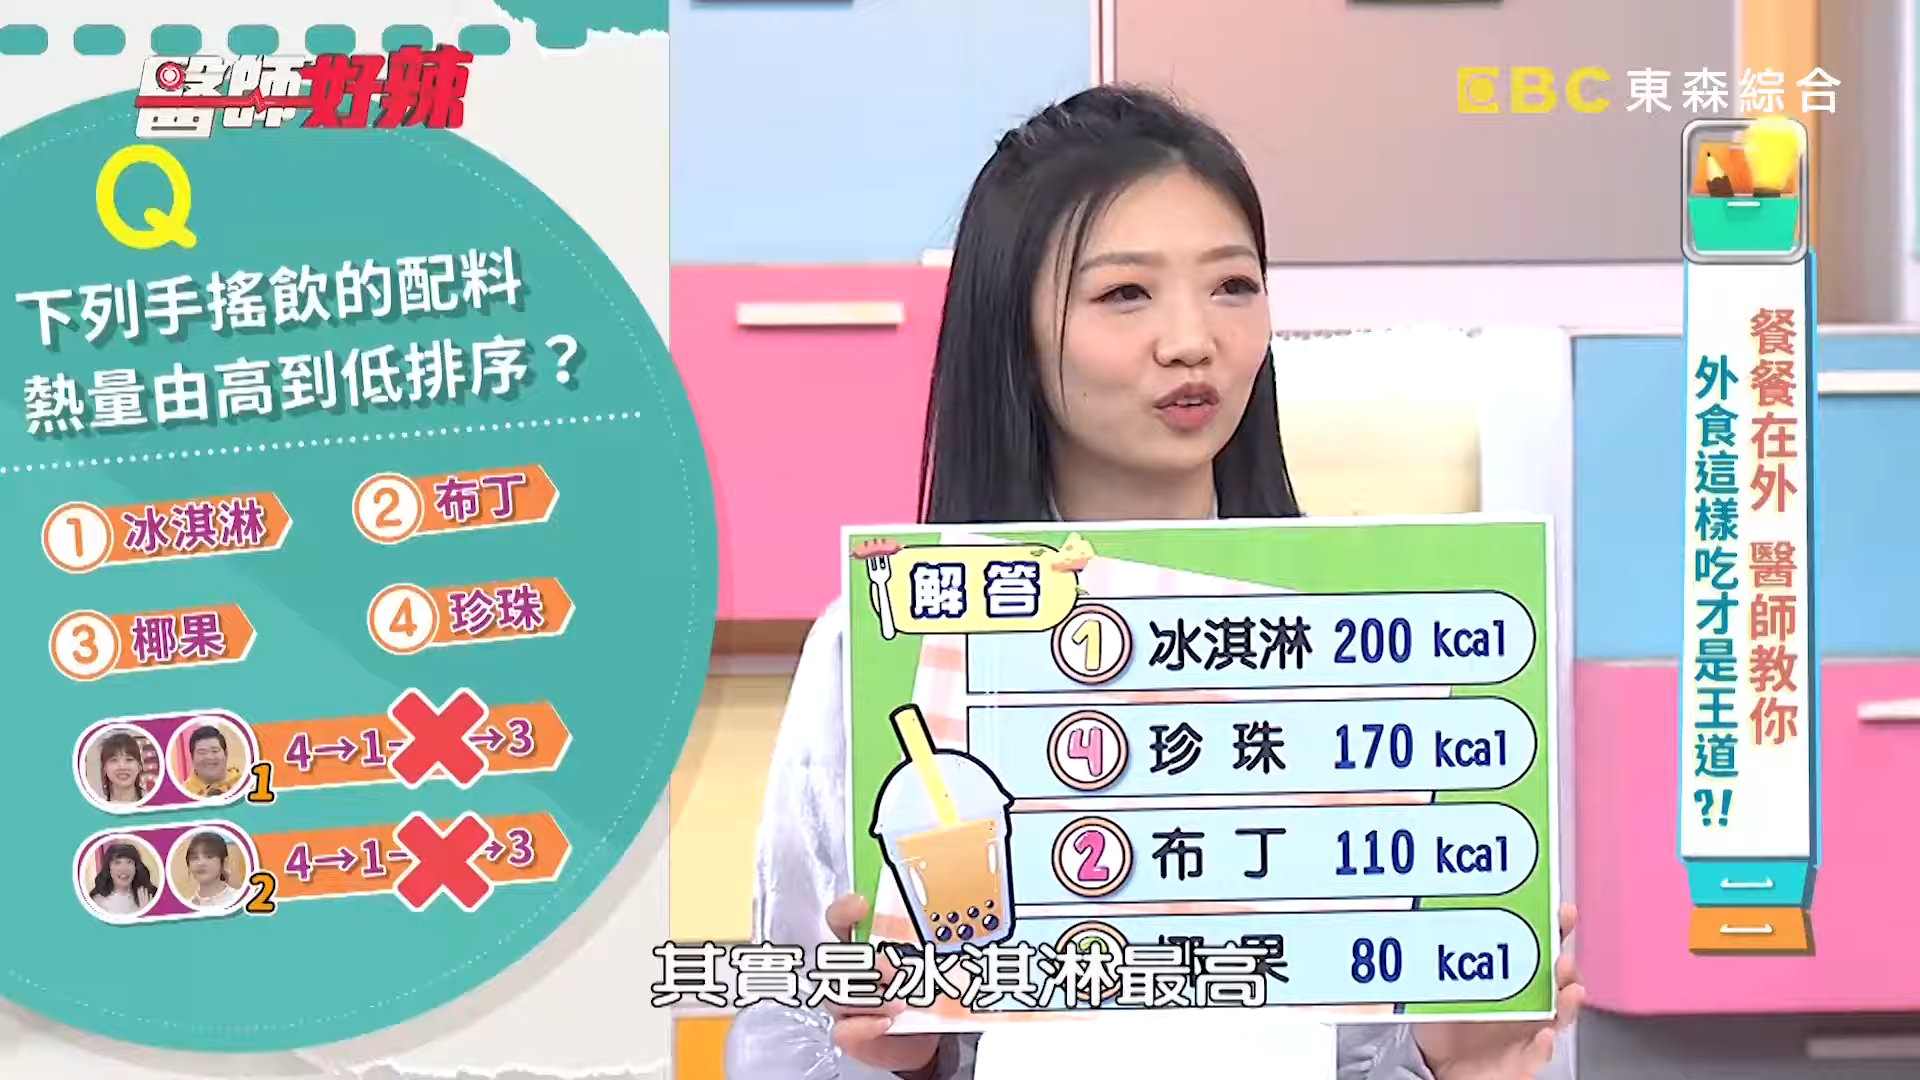 醫師好辣
EBC 東森綜合
Q
下列手搖飲的配料
熱量由高到低排序？
1 冰淇淋
2 布丁
3 椰果
4 珍珠
1 4→1→3
2 4→1→3
解答
1 冰淇淋 200 kcal
4 珍珠 170 kcal
2 布丁 110 kcal
果 80 kcal
其實是冰淇淋最高
餐餐在外 醫師教你
外食這樣吃才是王道?!